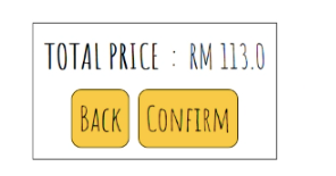 TOTAL PRICE : RM 113.0
BACK CONFIRM